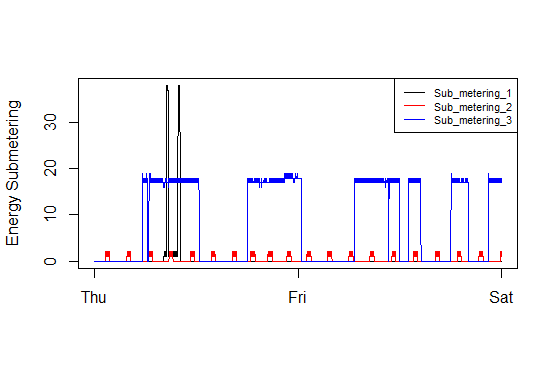 Energy Submetering
30
20
10
0
Sub_metering_1
Sub_metering_2
Sub_metering_3
Thu
Fri
Sat